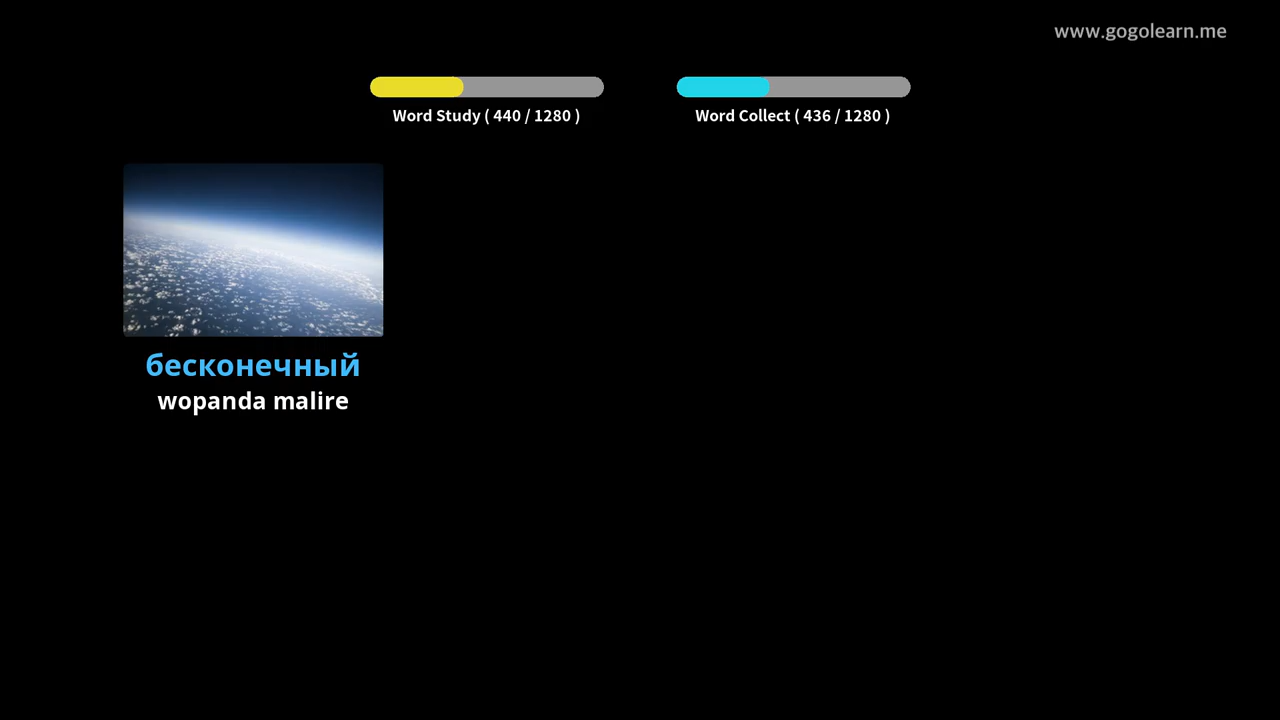 www.gogolearn.me
Word Study ( 440 / 1280 )
Word Collect ( 436 / 1280 )
бесконечный
wopanda malire